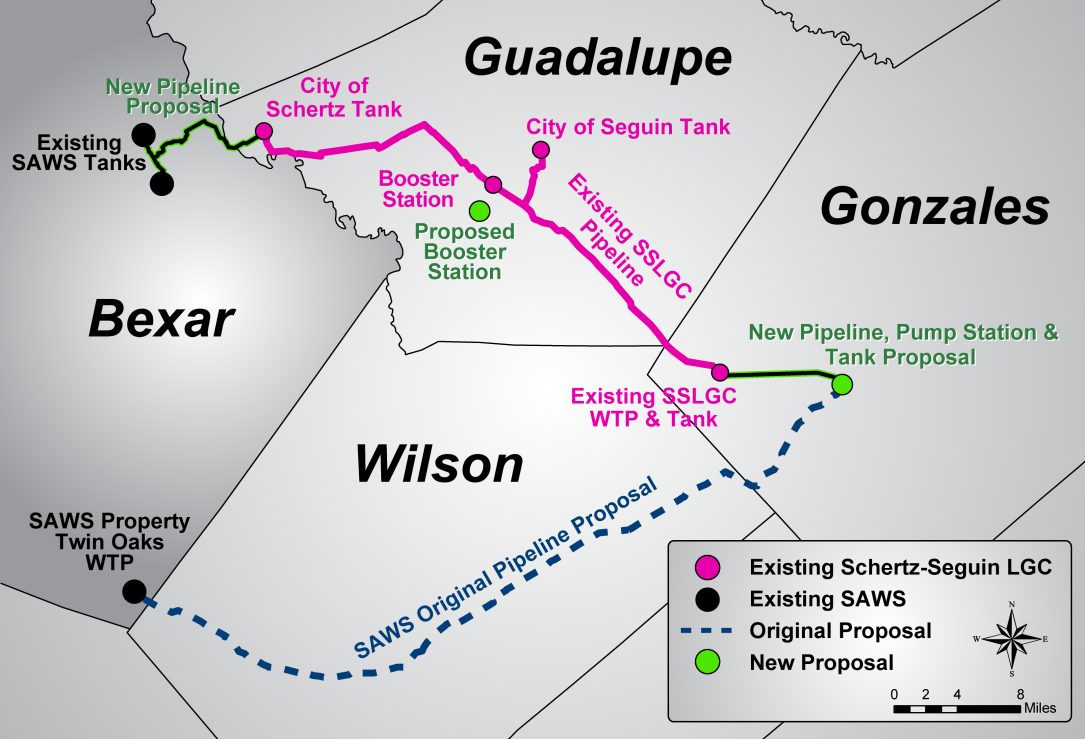 Guadalupe
New Pipeline
Proposal
City of
Schertz Tank
City of Seguin Tank
Existing
SAWS Tanks
Booster
Station
Existing SSLGC
Pipeline
Proposed
Booster
Station
Gonzales
Bexar
New Pipeline, Pump Station &
Tank Proposal
Existing SSLGC
WTP & Tank
Wilson
SAWS Original Pipeline Proposal
SAWS Property
Twin Oaks
WTP
Existing Schertz-Seguin LGC
Existing SAWS
Original Proposal
New Proposal
N
W
E
S
0 2 4 8
Miles